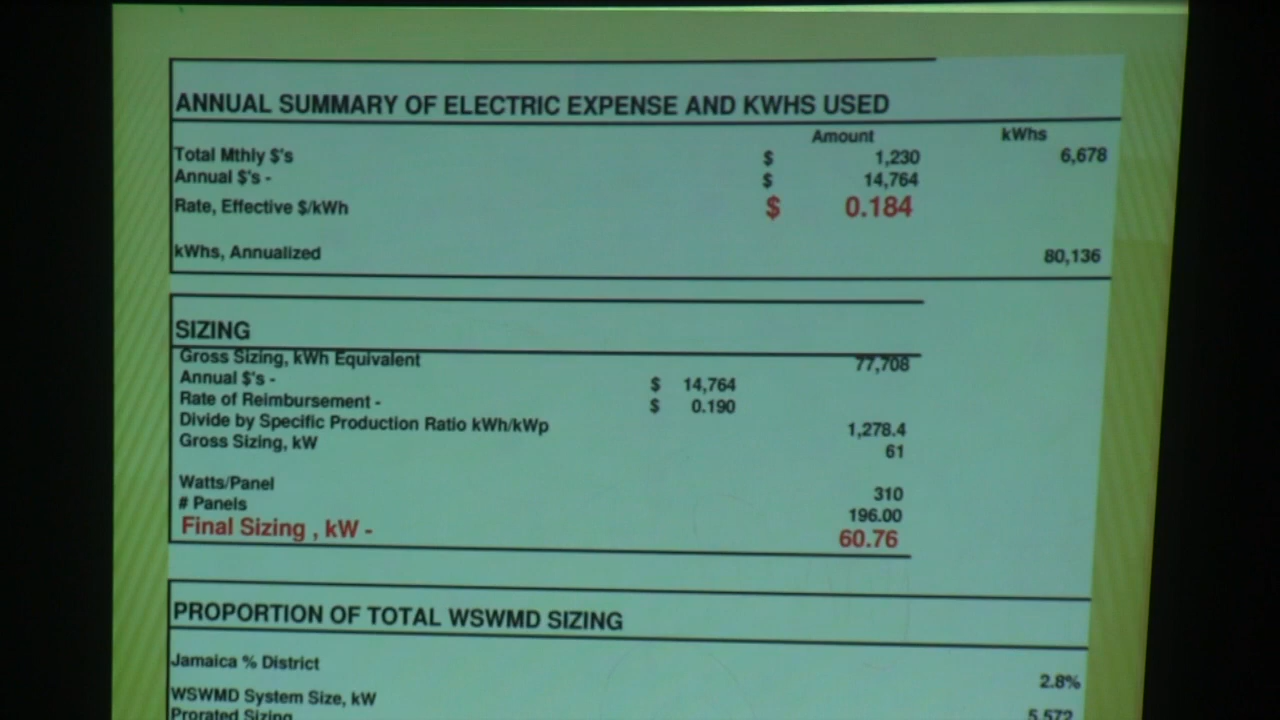 ANNUAL SUMMARY OF ELECTRIC EXPENSE AND KWHS USED
Amount kWhs
Total Mthly $'s $ 1,230 6,678
Annual $'s - $ 14,764
Rate, Effective $/kWh $ 0.184
kWhs, Annualized 80,136
SIZING
Gross Sizing, kWh Equivalent 77,708
Annual $'s - $ 14,764
Rate of Reimbursement - $ 0.190
Divide by Specific Production Ratio kWh/kWp 1,278.4
Gross Sizing, kW 61
Watts/Panel 310
# Panels 196.00
Final Sizing , kW - 60.76
PROPORTION OF TOTAL WSWMD SIZING
Jamaica % District 2.8%
WSWMD System Size, kW
Prorated Sizing 5,572